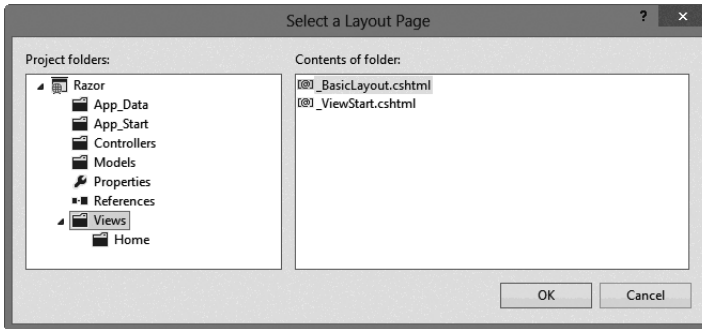 Select a Layout Page
? ×
Project folders:
Razor
App_Data
App_Start
Controllers
Models
Properties
References
Views
Home
Contents of folder:
[@] _BasicLayout.cshtml
[@] _ViewStart.cshtml
OK
Cancel